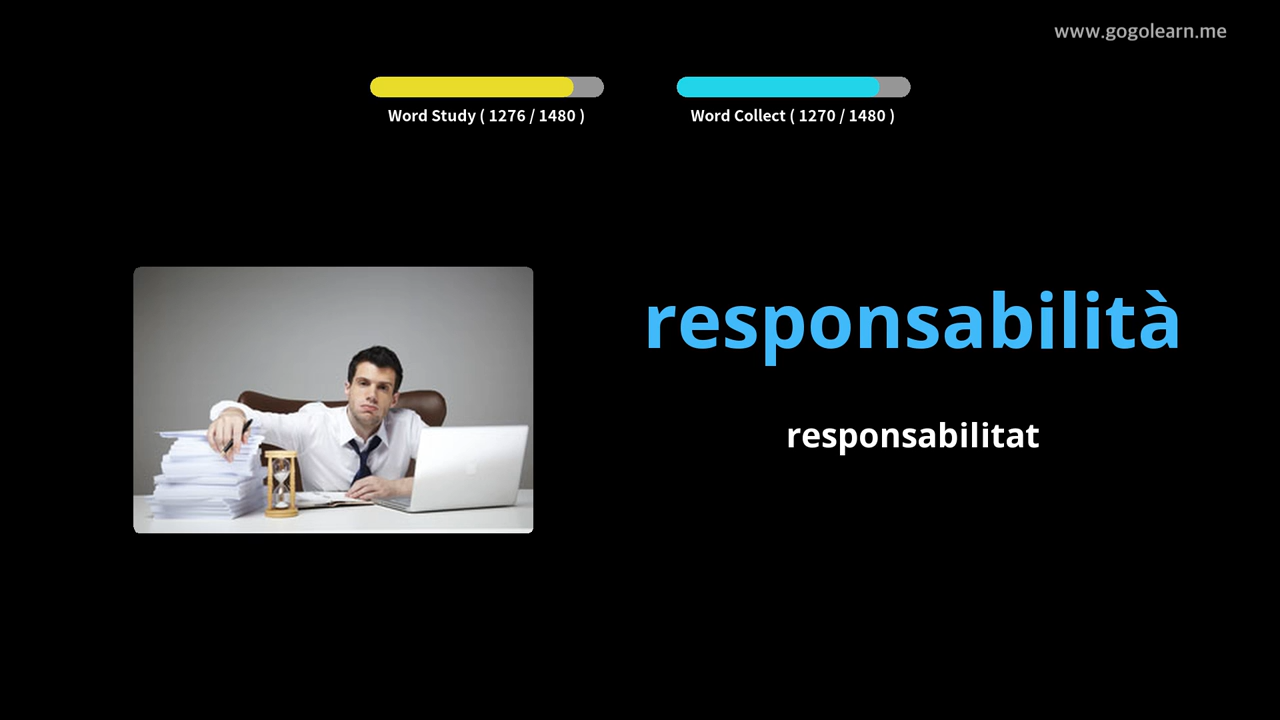 www.gogolearn.me
Word Study ( 1276 / 1480 )
Word Collect ( 1270 / 1480 )
responsabilità
responsabilitat